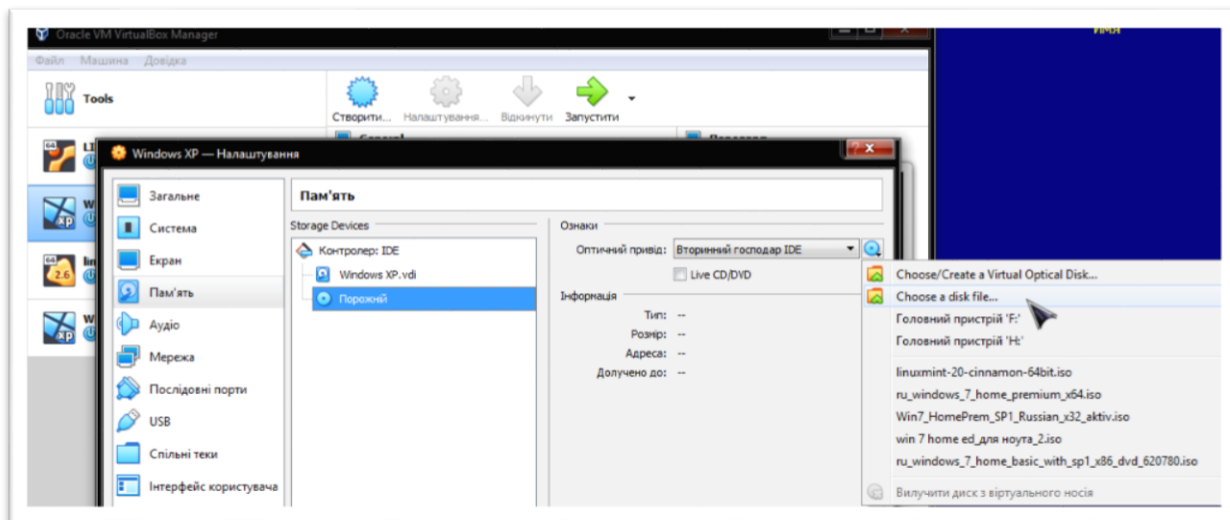 Oracle VM VirtualBox Manager
ИМЯ
Файл Машина Довідка
Tools
Створити... Налаштування... Відкинути Запустити
Windows XP — Налаштування
Загальне
Система
Екран
Пам'ять
Аудіо
Мережа
Послідовні порти
USB
Спільні теки
Інтерфейс користувача
Пам'ять
Storage Devices
Контролер: IDE
Windows XP.vdi
Порожній
Ознаки
Оптичний привід: Вторинний господар IDE
Live CD/DVD
Інформація
Тип: --
Розмір: --
Адреса: --
Долучено до: --
Choose/Create a Virtual Optical Disk...
Choose a disk file...
Головний пристрій 'F:'
Головний пристрій 'H:'
linuxmint-20-cinnamon-64bit.iso
ru_windows_7_home_premium_x64.iso
Win7_HomePrem_SP1_Russian_x32_aktiv.iso
win 7 home ed_для ноута_2.iso
ru_windows_7_home_basic_with_sp1_x86_dvd_620780.iso
Вилучити диск з віртуального носія